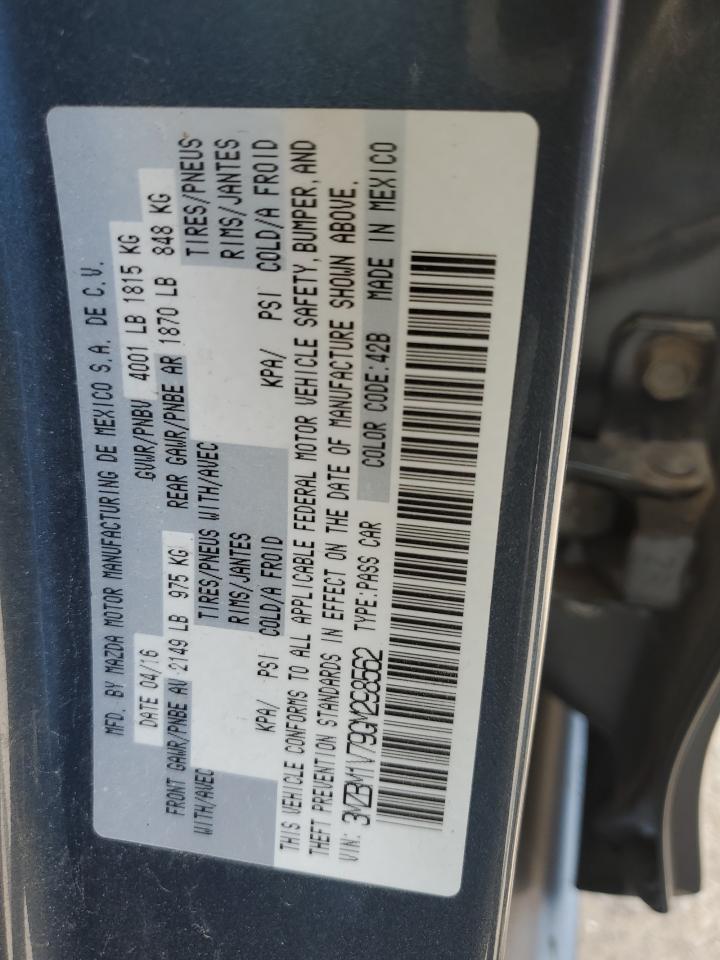 MFD. BY MAZDA MOTOR MANUFACTURING DE MEXICO S.A. DE C.V.
DATE 04/16 GVWR/PNBV 4001 LB 1815 KG
FRONT GAWR/PNBE AV 2149 LB 975 KG REAR GAWR/PNBE AR 1870 LB 848 KG
WITH/AVEC TIRES/PNEUS WITH/AVEC TIRES/PNEUS
RIMS/JANTES RIMS/JANTES
KPA/ PSI COLD/A FROID KPA/ PSI COLD/A FROID
THIS VEHICLE CONFORMS TO ALL APPLICABLE FEDERAL MOTOR VEHICLE SAFETY, BUMPER, AND
THEFT PREVENTION STANDARDS IN EFFECT ON THE DATE OF MANUFACTURE SHOWN ABOVE.
VIN: 3MZBM1V79GM298562 TYPE:PASS CAR COLOR CODE:42B MADE IN MEXICO